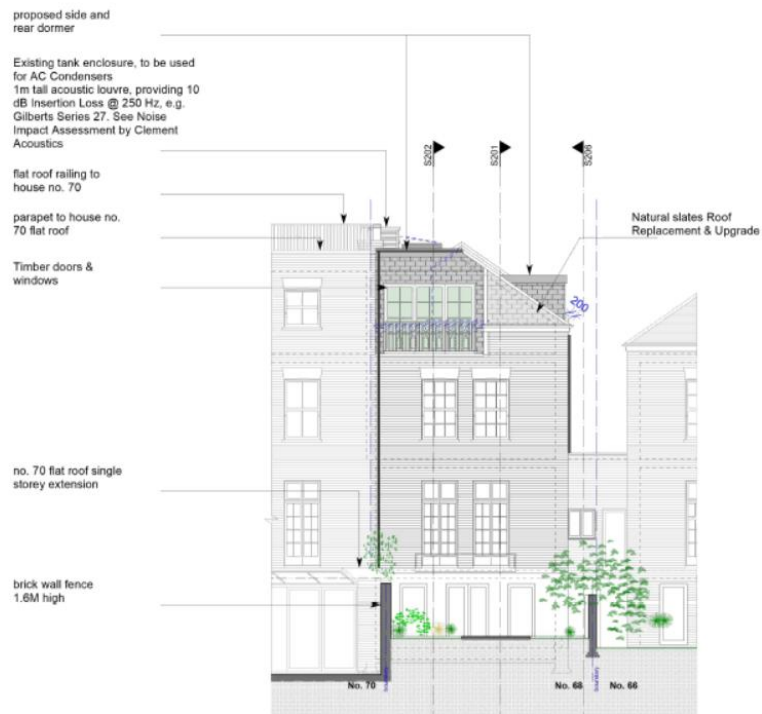 proposed side and
rear dormer
Existing tank enclosure, to be used
for AC Condensers
1m tall acoustic louvre, providing 10
dB Insertion Loss @ 250 Hz, e.g.
Gilberts Series 27. See Noise
Impact Assessment by Clement
Acoustics
flat roof railing to
house no. 70
parapet to house no.
70 flat roof
Timber doors &
windows
no. 70 flat roof single
storey extension
brick wall fence
1.6M high
S202
S201
S206
Natural slates Roof
Replacement & Upgrade
200
No. 70
boundary
No. 68
boundary
No. 66